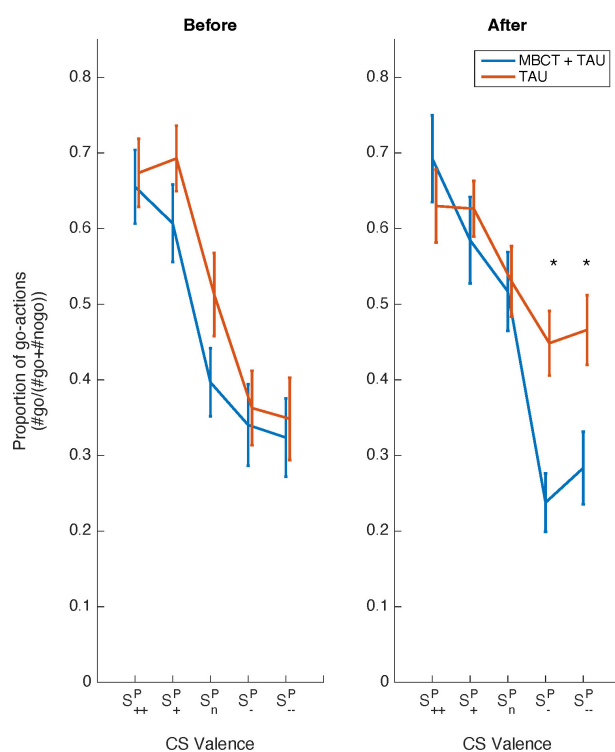 Before
After
MBCT + TAU
TAU
Proportion of go-actions
(#go/(#go+#nogo))
0.8
0.7
0.6
0.5
0.4
0.3
0.2
0.1
0
S^P_++ S^P_+ S^P_n S^P_- S^P_--
CS Valence
0.8
0.7
0.6
0.5
0.4
0.3
0.2
0.1
0
* *
S^P_++ S^P_+ S^P_n S^P_- S^P_--
CS Valence